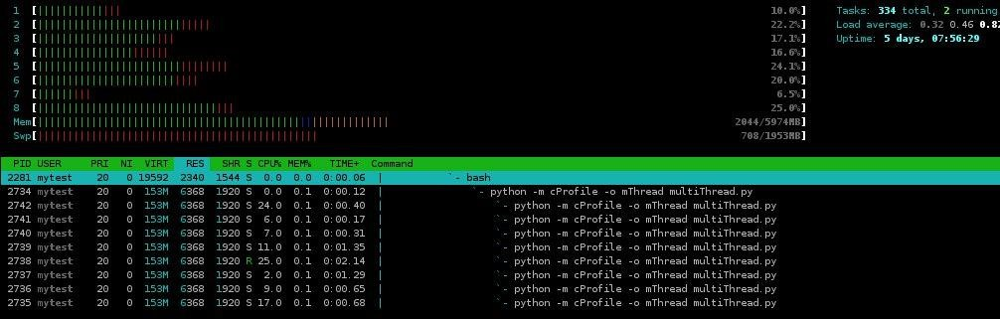 1 [ 10.0%] Tasks: 334 total, 2 running
2 [ 22.2%] Load average: 0.32 0.46 0.82
3 [ 17.1%] Uptime: 5 days, 07:56:29
4 [ 16.6%]
5 [ 24.1%]
6 [ 20.0%]
7 [ 6.5%]
8 [ 25.0%]
Mem[ 2044/5974MB]
Swp[ 708/1953MB]
PID USER PRI NI VIRT RES SHR S CPU% MEM% TIME+ Command
2281 mytest 20 0 19592 2340 1544 S 0.0 0.0 0:00.06 | `- bash
2734 mytest 20 0 153M 6368 1920 S 0.0 0.1 0:00.12 | `- python -m cProfile -o mThread multiThread.py
2742 mytest 20 0 153M 6368 1920 S 24.0 0.1 0:00.40 | `- python -m cProfile -o mThread multiThread.py
2741 mytest 20 0 153M 6368 1920 S 6.0 0.1 0:00.17 | `- python -m cProfile -o mThread multiThread.py
2740 mytest 20 0 153M 6368 1920 S 7.0 0.1 0:00.31 | `- python -m cProfile -o mThread multiThread.py
2739 mytest 20 0 153M 6368 1920 S 11.0 0.1 0:01.35 | `- python -m cProfile -o mThread multiThread.py
2738 mytest 20 0 153M 6368 1920 R 25.0 0.1 0:02.14 | `- python -m cProfile -o mThread multiThread.py
2737 mytest 20 0 153M 6368 1920 S 2.0 0.1 0:01.29 | `- python -m cProfile -o mThread multiThread.py
2736 mytest 20 0 153M 6368 1920 S 9.0 0.1 0:00.65 | `- python -m cProfile -o mThread multiThread.py
2735 mytest 20 0 153M 6368 1920 S 17.0 0.1 0:00.68 | `- python -m cProfile -o mThread multiThread.py